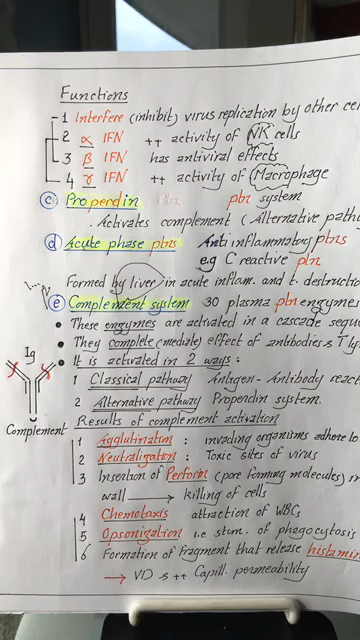 Functions
1 Interfere (inhibit) virus replication by other cel
2 α IFN ++ activity of NK cells
3 β IFN has antiviral effects
4 γ IFN ++ activity of Macrophage
c Properdin ptn system
. Activates complement (Alternative pathw
d Acute phase ptns Anti inflammatory ptns
eg C reactive ptn
Formed by liver in acute inflam. and t. destruction
e Complement system 30 plasma ptn enzymes
• These enzymes are activated in a cascade seque
• They complete (mediate) effect of antibodies & T ly
• It is activated in 2 ways:
Ig
1 Classical pathway Antigen-Antibody reac
2 Alternative pathway Properdin system.
Complement
Results of complement activation
1 Agglutination: invading organisms adhere to
2 Neutralization: Toxic sites of virus
3 Insertion of Perforin (pore forming molecules) in
wall → killing of cells
4 Chemotaxis attraction of WBCs
5 Opsonization i.e stim. of phagocytosis
6 Formation of fragment that release histamin
→ VD & ++ Capill. permeability